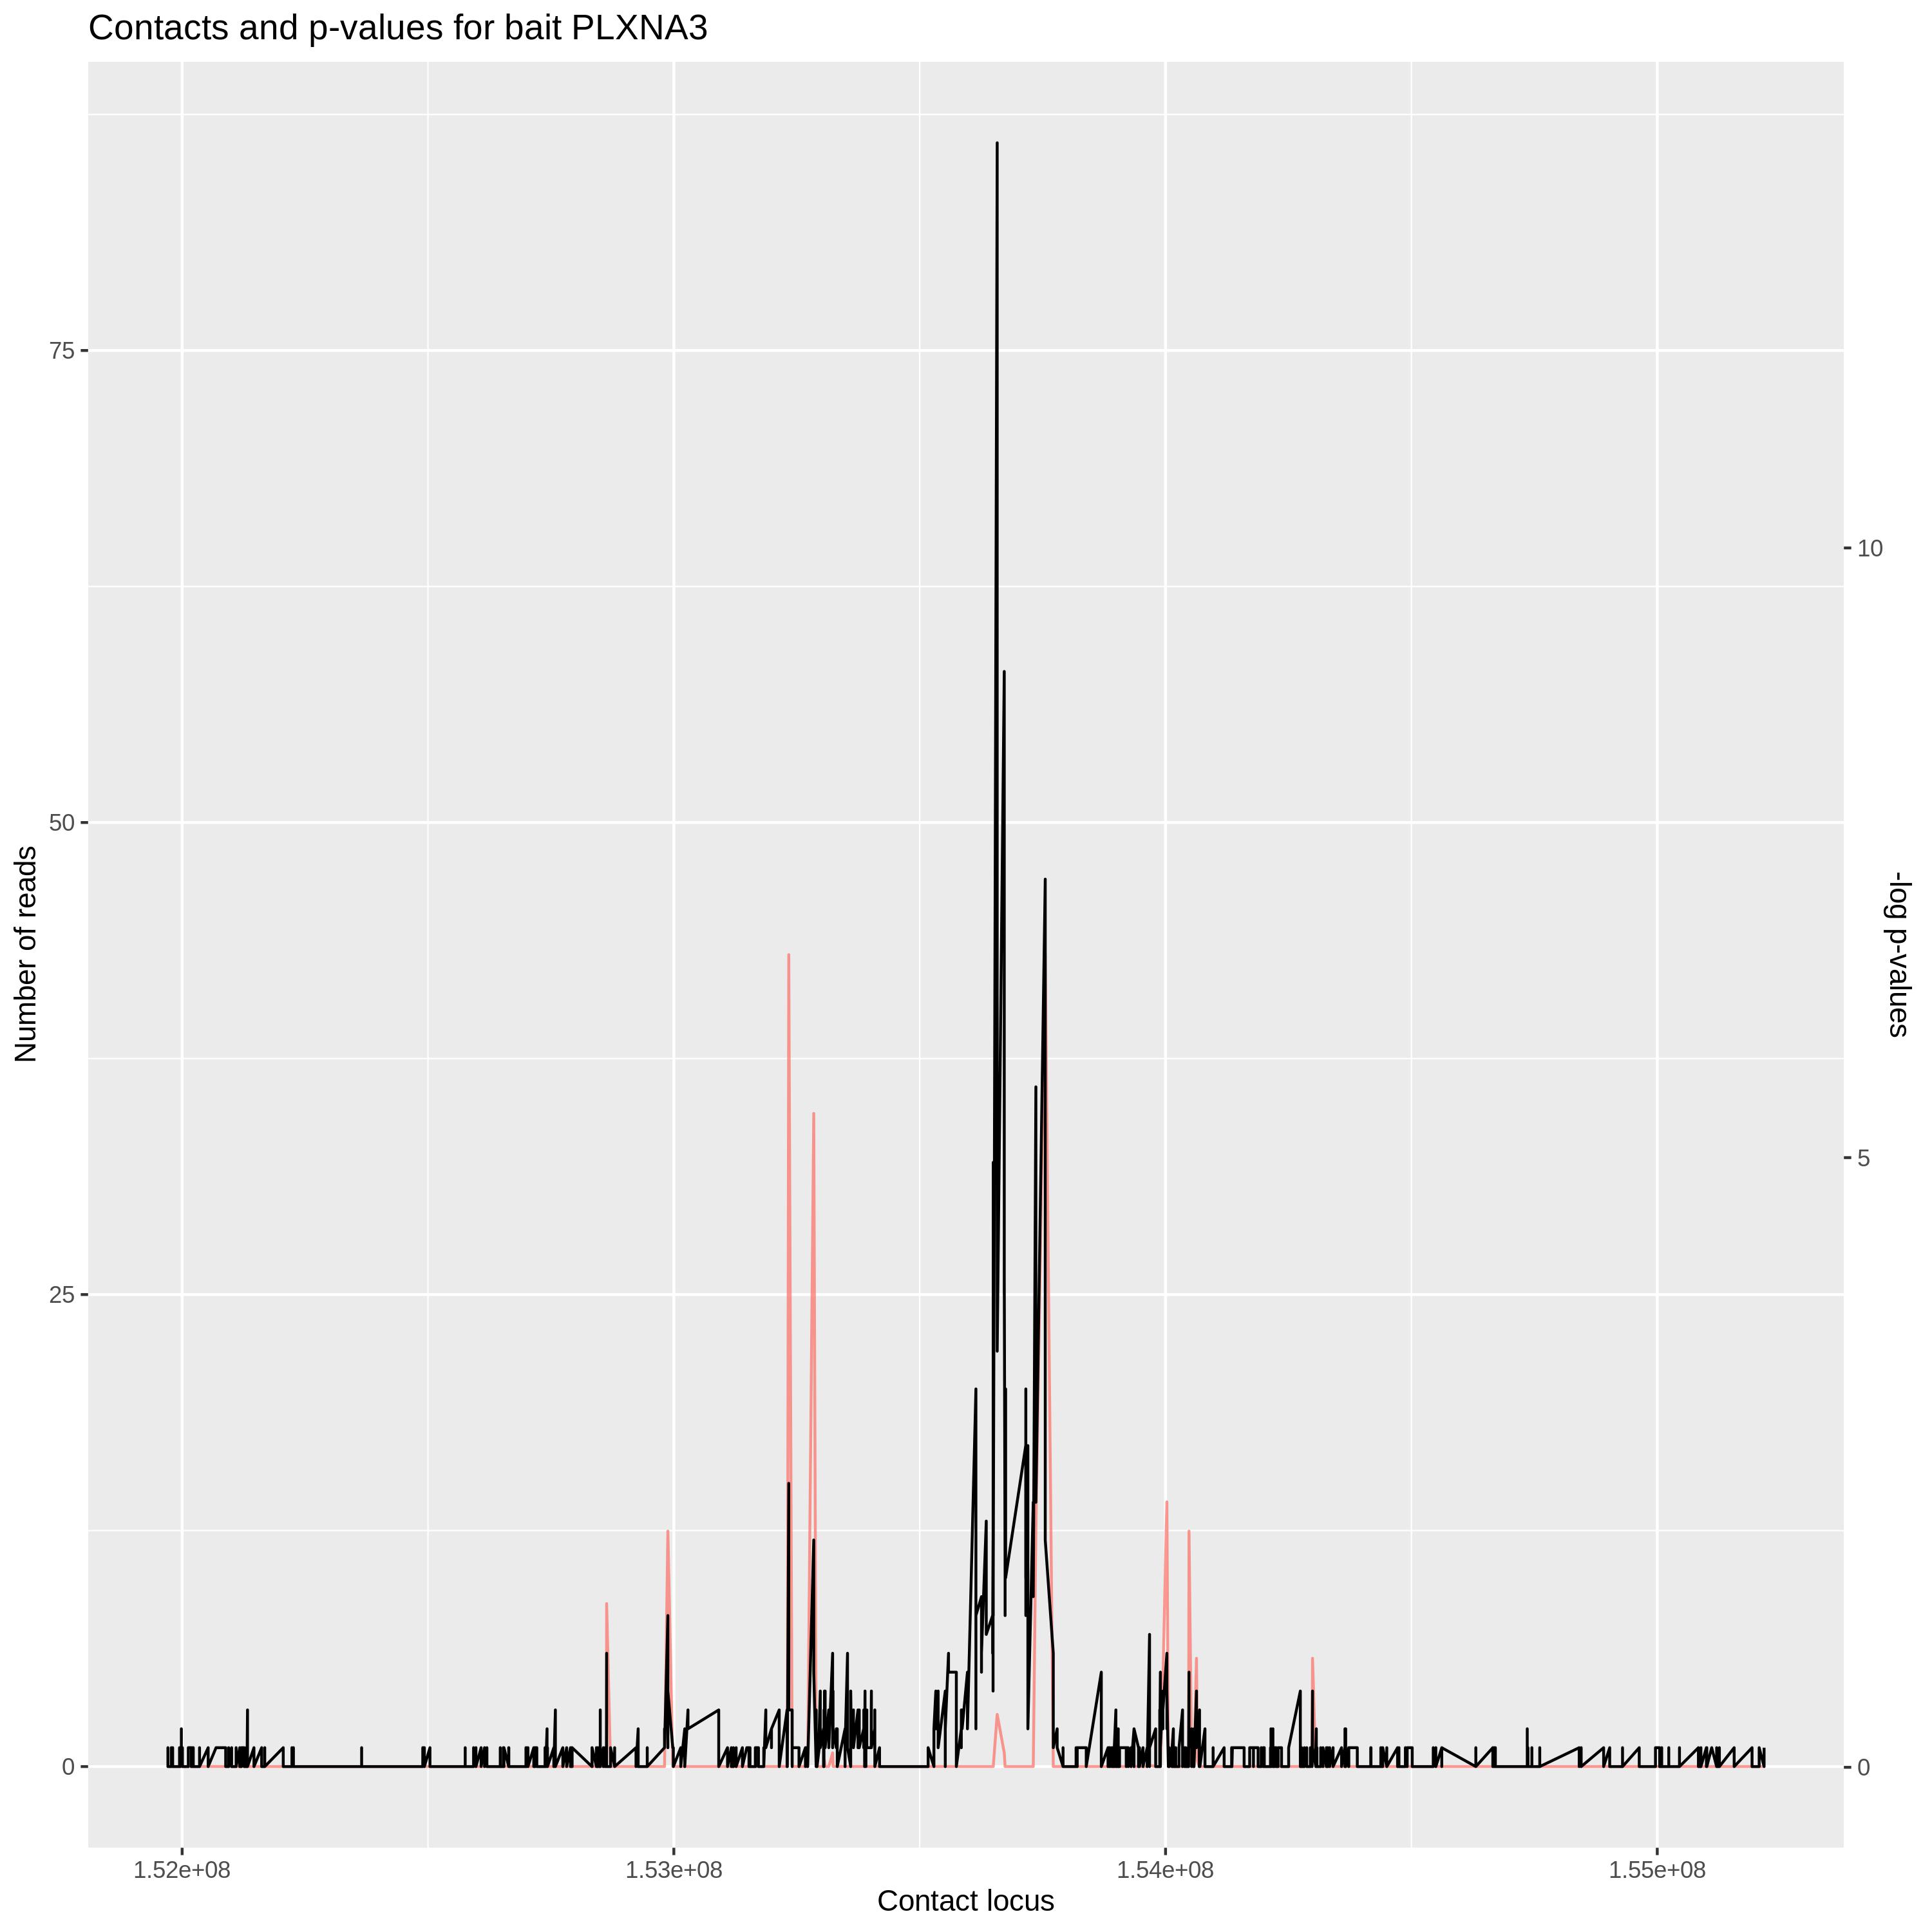 Contacts and p-values for bait PLXNA3
75
50
25
0
Number of reads
10
5
0
-log p-values
1.52e+08
1.53e+08
1.54e+08
1.55e+08
Contact locus